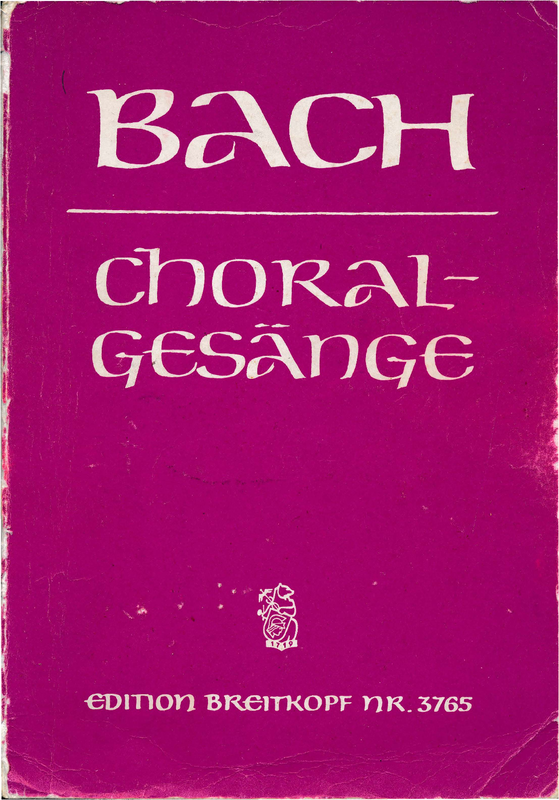 BACH
CHORAL-
GESÄNGE
1719
EDITION BREITKOPF NR. 3765